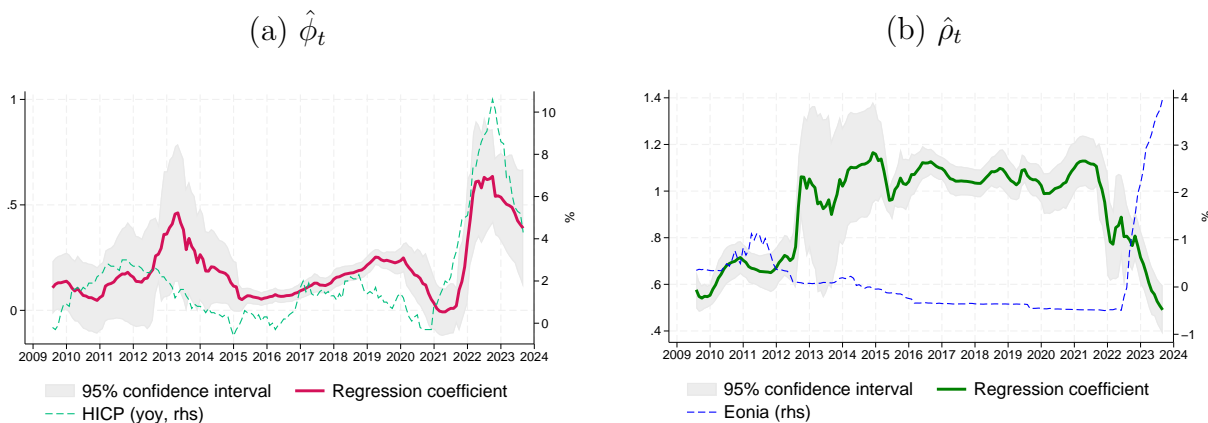 (a) φ̂_t
1
.5
0
10
8
6
4
2
0
%
2009 2010 2011 2012 2013 2014 2015 2016 2017 2018 2019 2020 2021 2022 2023 2024
95% confidence interval Regression coefficient
HICP (yoy, rhs)
(b) ρ̂_t
1.4
1.2
1
.8
.6
.4
4
3
2
1
0
−1
%
2009 2010 2011 2012 2013 2014 2015 2016 2017 2018 2019 2020 2021 2022 2023 2024
95% confidence interval Regression coefficient
Eonia (rhs)